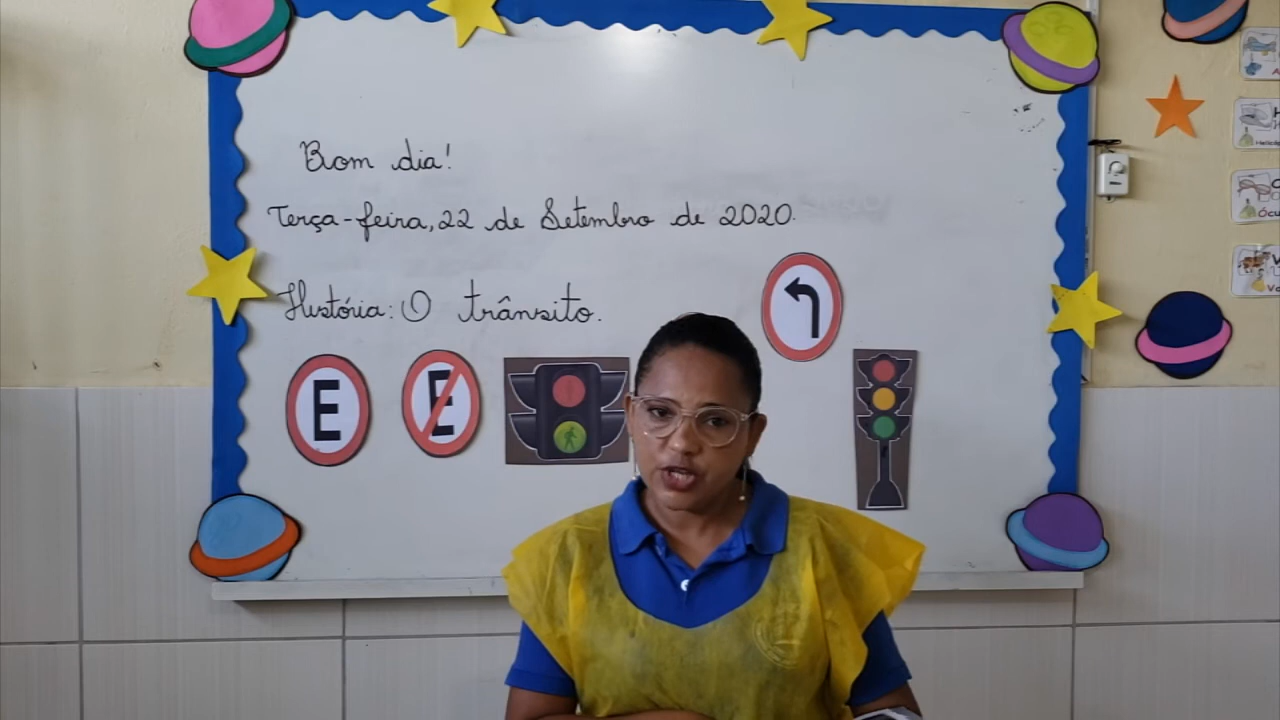 Bom dia!
Terça-feira, 22 de Setembro de 2020.
História: O trânsito.
E
E